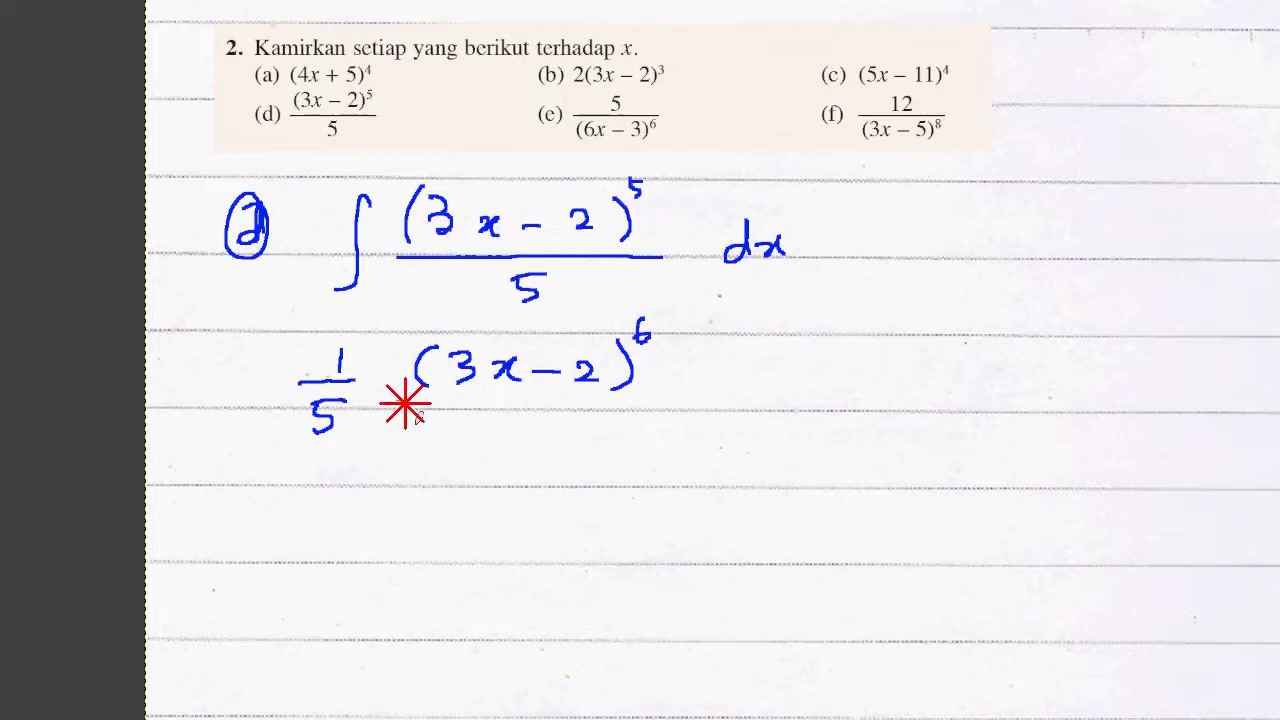 2. Kamirkan setiap yang berikut terhadap x.
(a) (4x + 5)⁴ (b) 2(3x – 2)³ (c) (5x – 11)⁴
(d) (3x – 2)⁵ / 5 (e) 5 / (6x – 3)⁶ (f) 12 / (3x – 5)⁸
(d) ∫ (3x – 2)⁵ / 5 dx
1/5 (3x – 2)⁶